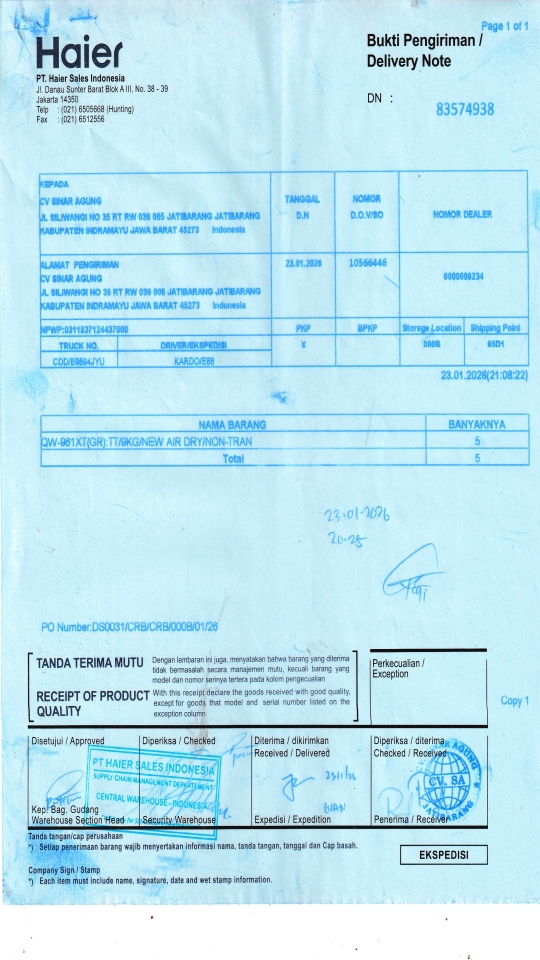 Page 1 of 1
Haier
Bukti Pengiriman /
Delivery Note
PT. Haier Sales Indonesia
Jl. Danau Sunter Barat Blok A III, No. 38 - 39
Jakarta 14350
Telp : (021) 6505668 (Hunting)
Fax : (021) 6512556
DN : 83574938
KEPADA
CV SINAR AGUNG
JL SILIWANGI NO 35 RT RW 038 005 JATIBARANG JATIBARANG
KABUPATEN INDRAMAYU JAWA BARAT 45273 Indonesia
TANGGAL
D.N
NOMOR
D.O.V/SO
NOMOR DEALER
ALAMAT PENGIRIMAN
CV SINAR AGUNG
JL SILIWANGI NO 35 RT RW 038 005 JATIBARANG JATIBARANG
KABUPATEN INDRAMAYU JAWA BARAT 45273 Indonesia
23.01.2026
10566446
NPWP:
PKP
BPKP
Storege Location
Shipping Point
TRUCK NO.
DRIVER/EKSPEDISI
X
000B
65D1
KARDO/E86
23.01.2026(21:08:22)
NAMA BARANG
BANYAKNYA
QW-961XT(GR):TT/9KG/NEW AIR DRY/NON-TRAN
5
Total
5
23-01-2026
20.25
PO Number:DS0031/CRB/CRB/000B/01/26
TANDA TERIMA MUTU
Dengan lembaran ini juga, menyatakan bahwa barang yang diterima
tidak bermasalah secara manajemen mutu, kecuali barang yang
model dan nomor serinya tertera pada kolom pengecualian
RECEIPT OF PRODUCT
QUALITY
With this receipt declare the goods received with good quality,
except for goods that model and serial number listed on the
exception column
Perkecualian /
Exception
Copy 1
Disetujui / Approved
Diperiksa / Checked
Diterima / dikirimkan
Received / Delivered
Diperiksa / diterima
Checked / Received
PT HAIER SALES INDONESIA
SUPPLY CHAIN MANAGEMENT DEPARTEMENT
CENTRAL WAREHOUSE - INDONESIA
AGUNG
CV. SA
JATIBARANG
Kep. Bag. Gudang
Warehouse Section Head
Security Warehouse
Expedisi / Expedition
Penerima / Receiver
Tanda tangan/cap perusahaan
*) Setiap penerimaan barang wajib menyertakan informasi nama, tanda tangan, tanggal dan Cap basah.
EKSPEDISI
Company Sign / Stamp
*) Each item must include name, signature, date and wet stamp information.